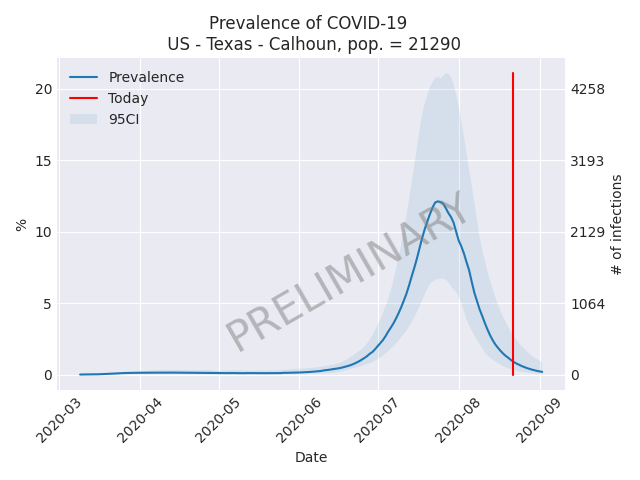 Prevalence of COVID-19
US - Texas - Calhoun, pop. = 21290
Prevalence
Today
95CI
20
15
10
5
0
%
4258
3193
2129
1064
0
# of infections
PRELIMINARY
2020-03
2020-04
2020-05
2020-06
2020-07
2020-08
2020-09
Date